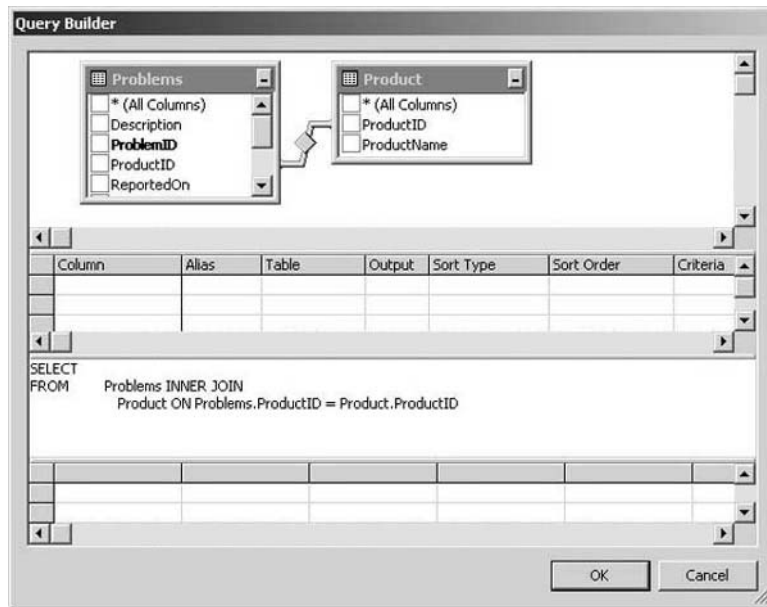 Query Builder
Problems
* (All Columns)
Description
ProblemID
ProductID
ReportedOn
Product
* (All Columns)
ProductID
ProductName
Column Alias Table Output Sort Type Sort Order Criteria
SELECT
FROM Problems INNER JOIN
Product ON Problems.ProductID = Product.ProductID
OK Cancel